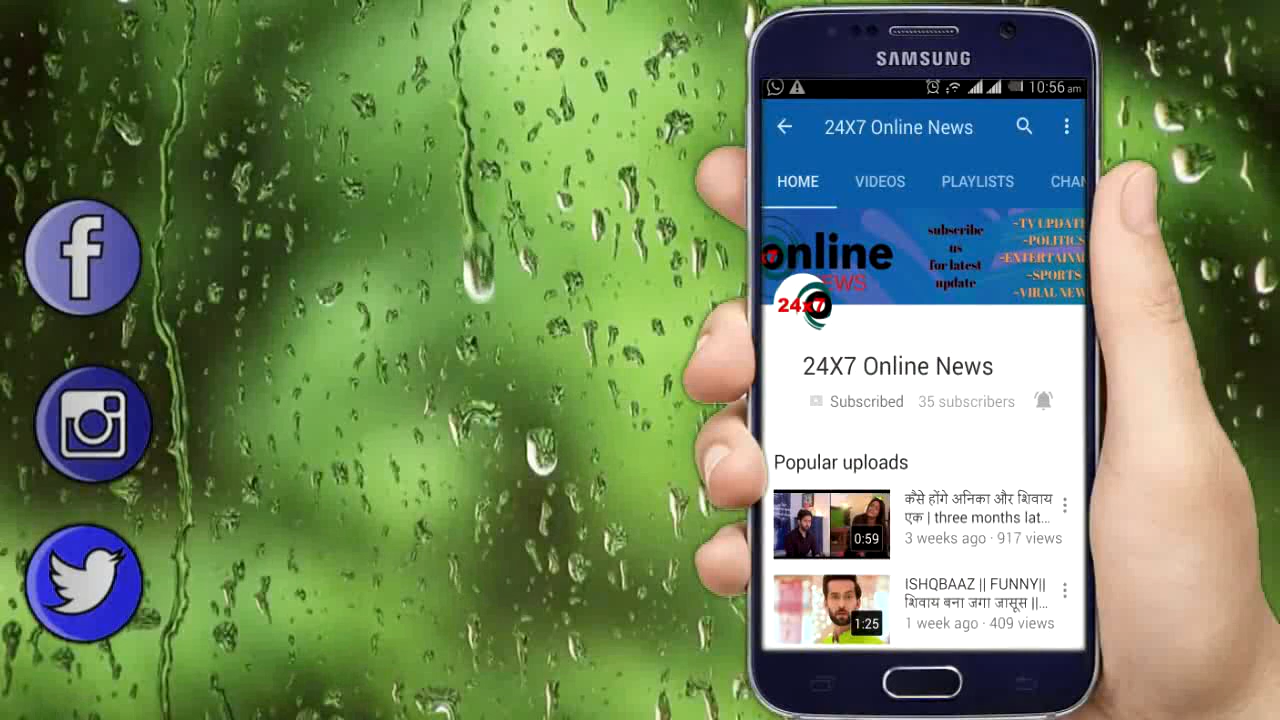 SAMSUNG
10:56 am
24X7 Online News
HOME VIDEOS PLAYLISTS CHAN
online
NEWS
subscribe
us
for latest
update
-TV UPDATE
-POLITICS
-ENTERTAINM
-SPORTS
-VIRAL NEW
24x7
24X7 Online News
Subscribed 35 subscribers
Popular uploads
0:59
कैसे होंगे अनिका और शिवाय
एक | three months lat...
3 weeks ago · 917 views
1:25
ISHQBAAZ || FUNNY||
शिवाय बना जगा जासूस ||...
1 week ago · 409 views